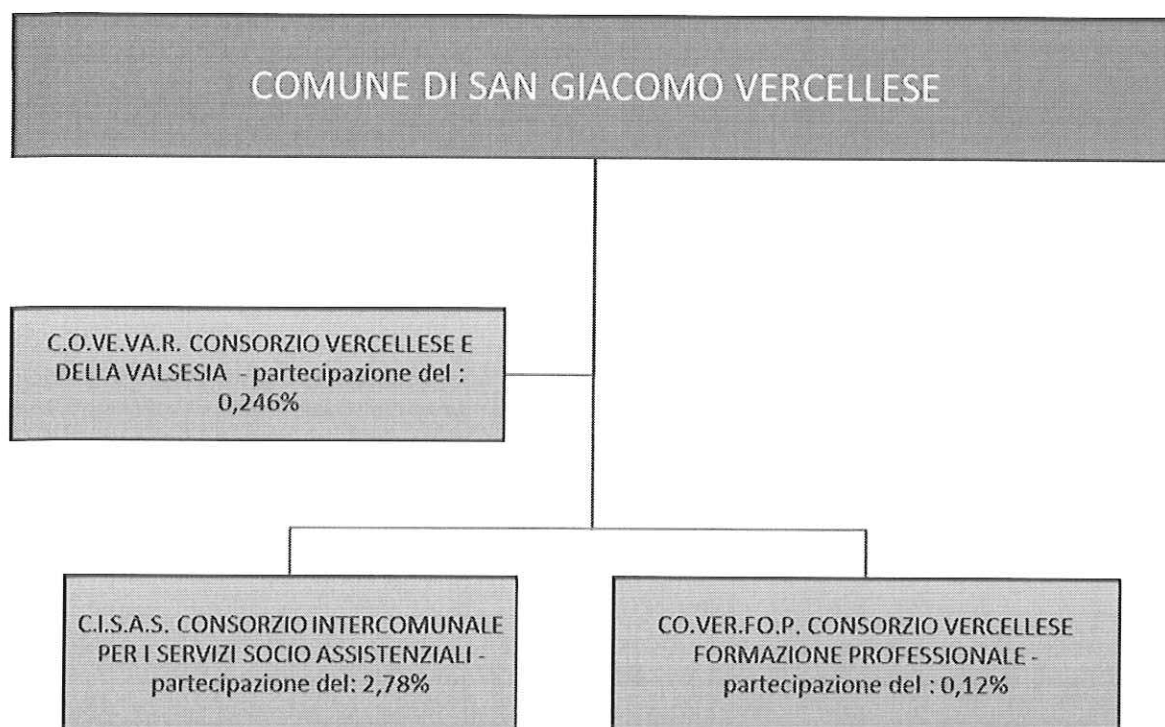 COMUNE DI SAN GIACOMO VERCELLESE
C.O.VE.VA.R. CONSORZIO VERCELLESE E
DELLA VALSESIA - partecipazione del :
0,246%
C.I.S.A.S. CONSORZIO INTERCOMUNALE
PER I SERVIZI SOCIO ASSISTENZIALI -
partecipazione del: 2,78%
CO.VER.FO.P. CONSORZIO VERCELLESE
FORMAZIONE PROFESSIONALE -
partecipazione del : 0,12%